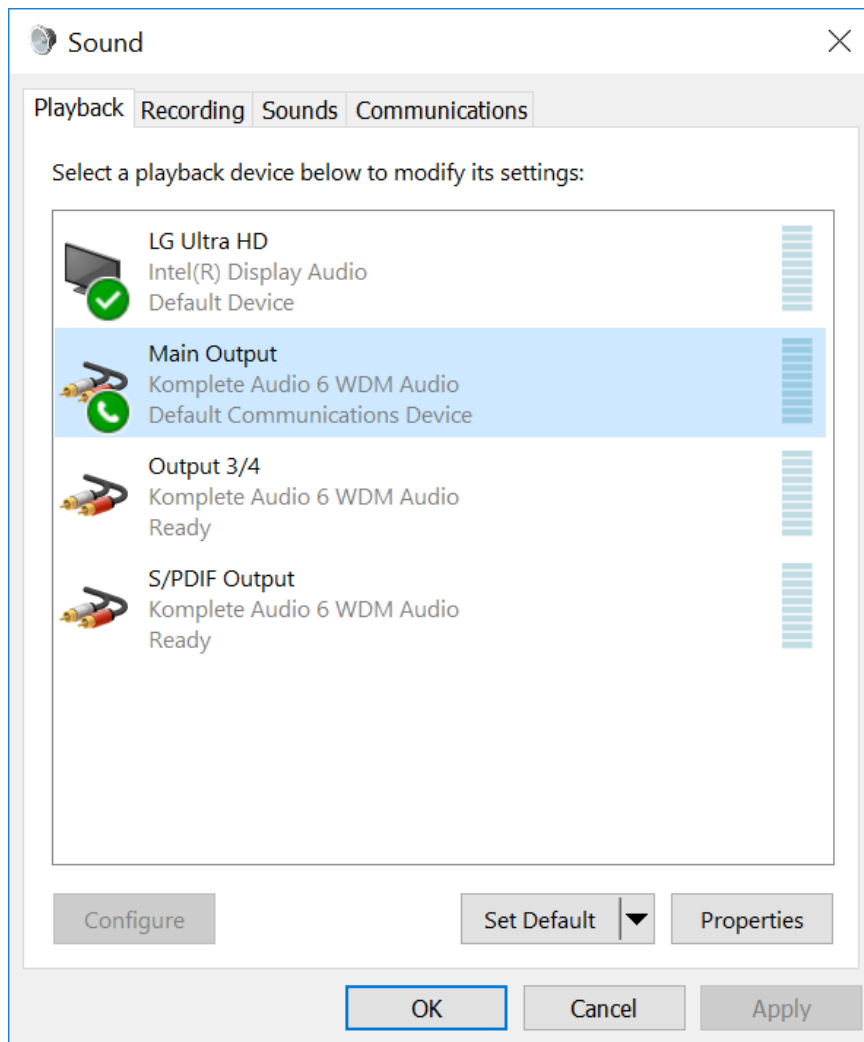 Sound
Playback Recording Sounds Communications
Select a playback device below to modify its settings:
LG Ultra HD
Intel(R) Display Audio
Default Device
Main Output
Komplete Audio 6 WDM Audio
Default Communications Device
Output 3/4
Komplete Audio 6 WDM Audio
Ready
S/PDIF Output
Komplete Audio 6 WDM Audio
Ready
Configure Set Default Properties
OK Cancel Apply